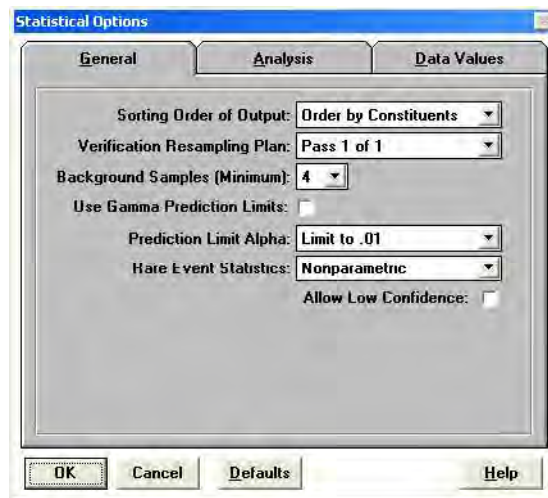 Statistical Options
General Analysis Data Values
Sorting Order of Output: Order by Constituents
Verification Resampling Plan: Pass 1 of 1
Background Samples (Minimum): 4
Use Gamma Prediction Limits:
Prediction Limit Alpha: Limit to .01
Rare Event Statistics: Nonparametric
Allow Low Confidence:
OK Cancel Defaults Help